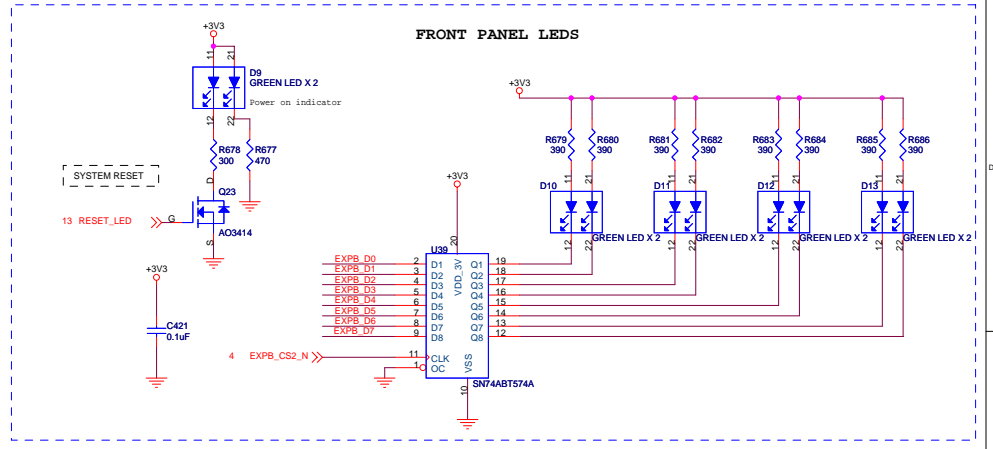 FRONT PANEL LEDS
+3V3
11 21
D9
GREEN LED X 2
Power on indicator
12 22
R678
300
R677
470
SYSTEM RESET
D
Q23
13 RESET_LED
G
AO3414
S
+3V3
C421
0.1uF
+3V3
20
U39
VDD_3V
EXPB_D0 2 D1 Q1 19
EXPB_D1 3 D2 Q2 18
EXPB_D2 4 D3 Q3 17
EXPB_D3 5 D4 Q4 16
EXPB_D4 6 D5 Q5 15
EXPB_D5 7 D6 Q6 14
EXPB_D6 8 D7 Q7 13
EXPB_D7 9 D8 Q8 12
4 EXPB_CS2_N 11 CLK
1 OC
VSS
SN74ABT574A
10
+3V3
R679 R680 R681 R682 R683 R684 R685 R686
390 390 390 390 390 390 390 390
11 21 11 21 11 21 11 21
D10 D11 D12 D13
GREEN LED X 2 GREEN LED X 2 GREEN LED X 2 GREEN LED X 2
12 22 12 22 12 22 12 22
D